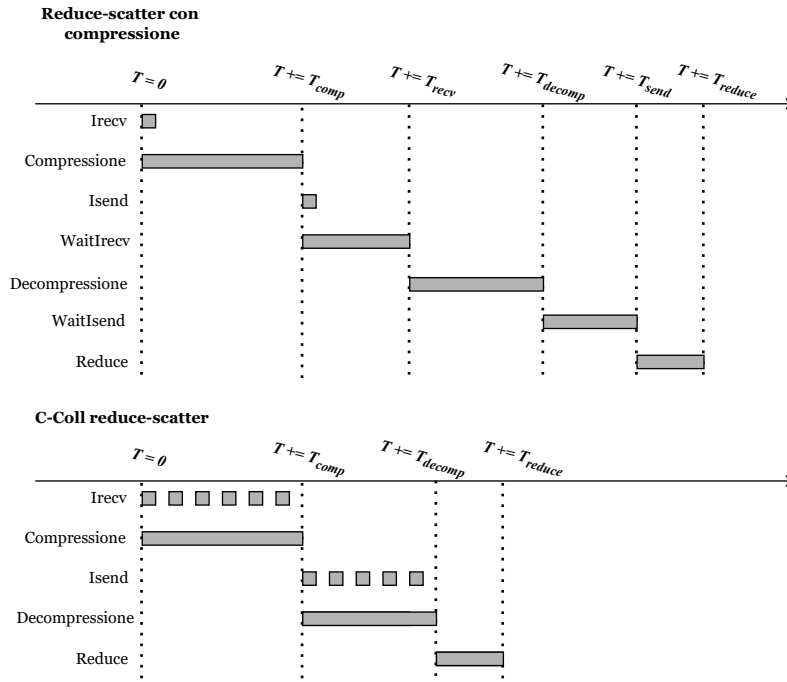 Reduce-scatter con
compressione
T = 0
T += T_comp
T += T_recv
T += T_decomp
T += T_send
T += T_reduce
Irecv
Compressione
Isend
WaitIrecv
Decompressione
WaitIsend
Reduce
C-Coll reduce-scatter
T = 0
T += T_comp
T += T_decomp
T += T_reduce
Irecv
Compressione
Isend
Decompressione
Reduce